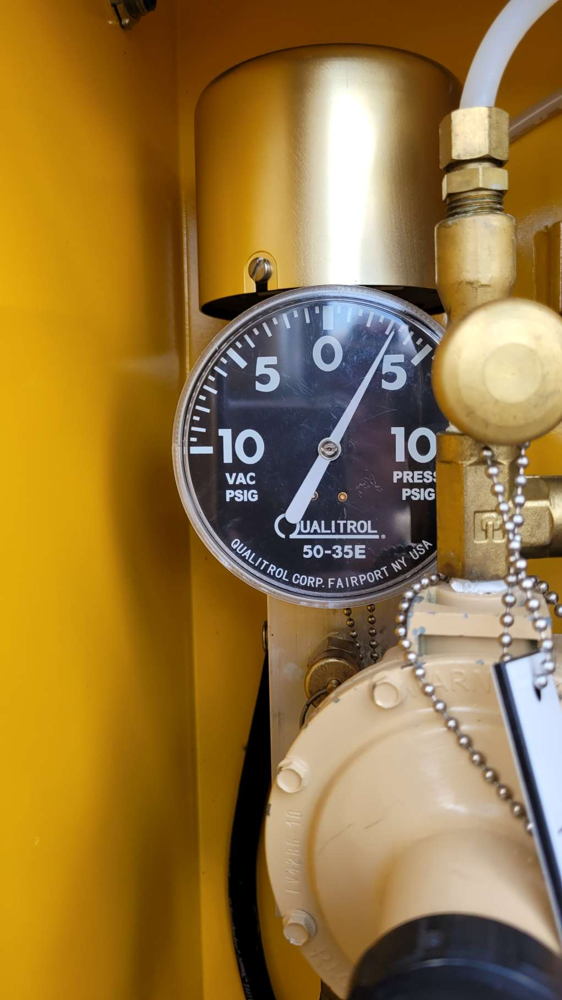 0
5 5
10 10
VAC PRESS
PSIG PSIG
QUALITROL®
50-35E
QUALITROL CORP. FAIRPORT NY USA